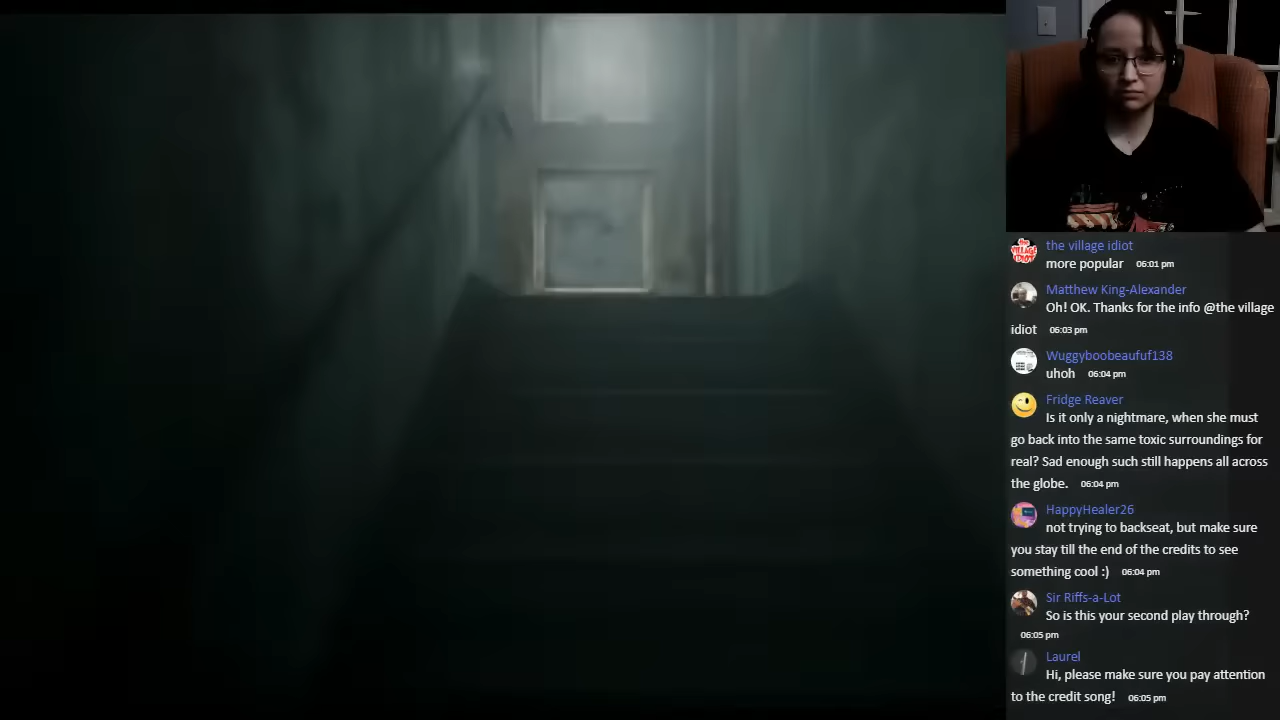 the village idiot
more popular 06:01 pm
Matthew King-Alexander
Oh! OK. Thanks for the info @the village
idiot 06:03 pm
Wuggyboobeaufuf138
uhoh 06:04 pm
Fridge Reaver
Is it only a nightmare, when she must
go back into the same toxic surroundings for
real? Sad enough such still happens all across
the globe. 06:04 pm
HappyHealer26
not trying to backseat, but make sure
you stay till the end of the credits to see
something cool :) 06:04 pm
Sir Riffs-a-Lot
So is this your second play through?
06:05 pm
Laurel
Hi, please make sure you pay attention
to the credit song! 06:05 pm